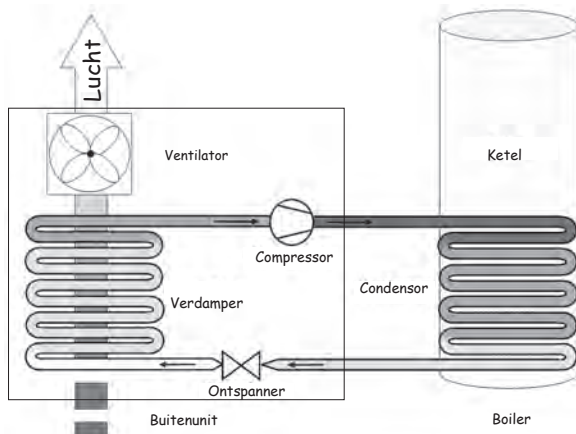 Lucht
Ventilator
Ketel
Compressor
Verdamper
Condensor
Ontspanner
Buitenunit
Boiler